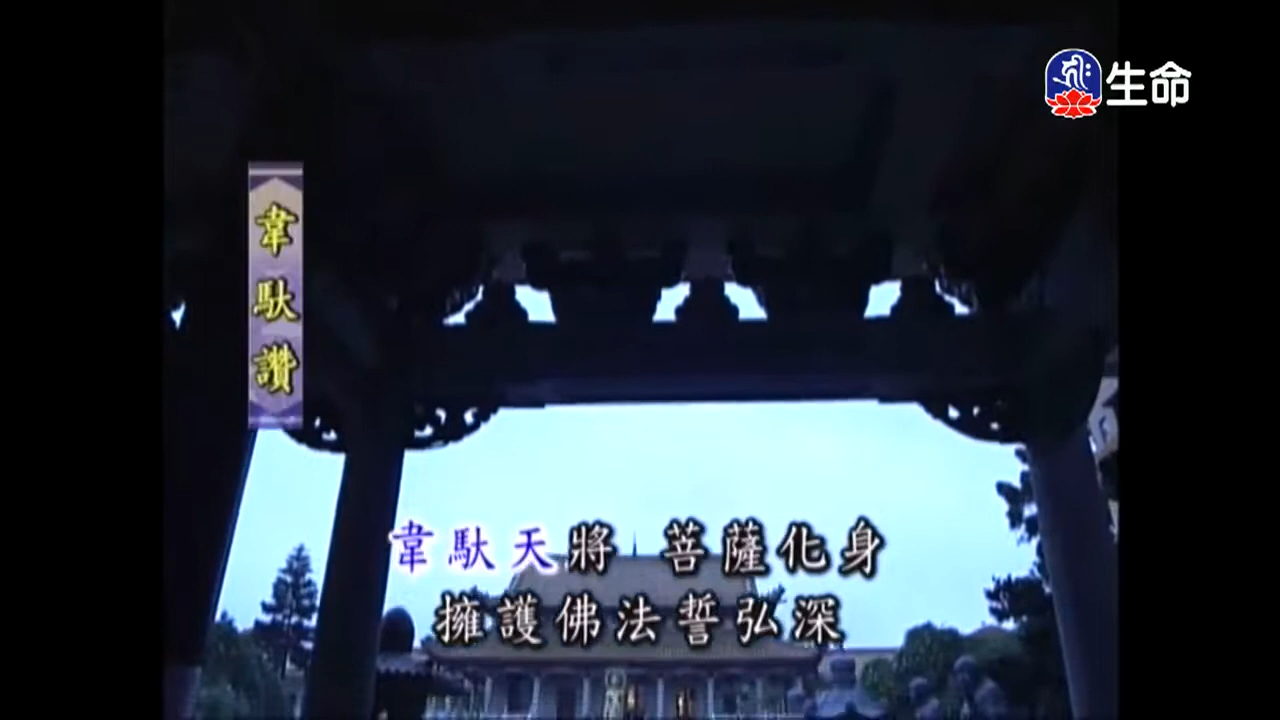 生命
韋馱讚
韋馱天將 菩薩化身
擁護佛法誓弘深